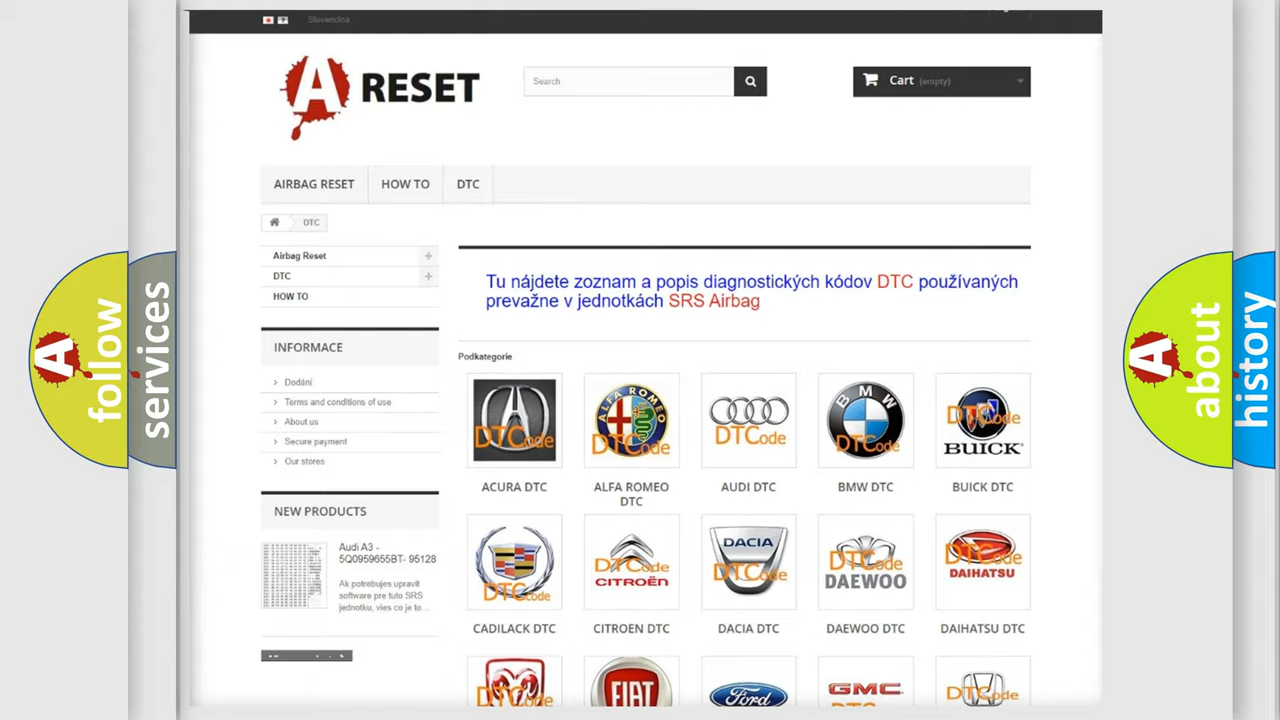 Slovencina
A RESET
Search
Cart (empty)
AIRBAG RESET HOW TO DTC
DTC
Airbag Reset
DTC
HOW TO
Tu nájdete zoznam a popis diagnostických kódov DTC používaných
prevažne v jednotkách SRS Airbag
INFORMACE
Podkategorie
Dodání
Terms and conditions of use
About us
Secure payment
Our stores
DTCode
ALFA ROMEO
DTCode
DTCode
BMW
DTCode
DTCode
BUICK
ACURA DTC
ALFA ROMEO
DTC
AUDI DTC
BMW DTC
BUICK DTC
NEW PRODUCTS
Audi A3 -
5Q0959655BT- 95128
Ak potrebujes upravit
software pre tuto SRS
jednotku, vies co je to...
DTCode
DTCode
CITROËN
DACIA
DTCode
DTCode
DAEWOO
DTCode
DAIHATSU
CADILACK DTC
CITROEN DTC
DACIA DTC
DAEWOO DTC
DAIHATSU DTC
DTCode
FIAT
Ford
GMC
DTCode
A follow
services
A about
history